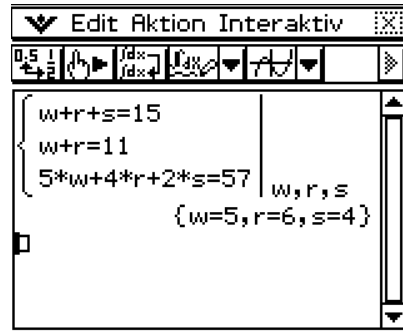 Edit Aktion Interaktiv
w+r+s=15
w+r=11
5*w+4*r+2*s=57
w,r,s
{w=5,r=6,s=4}